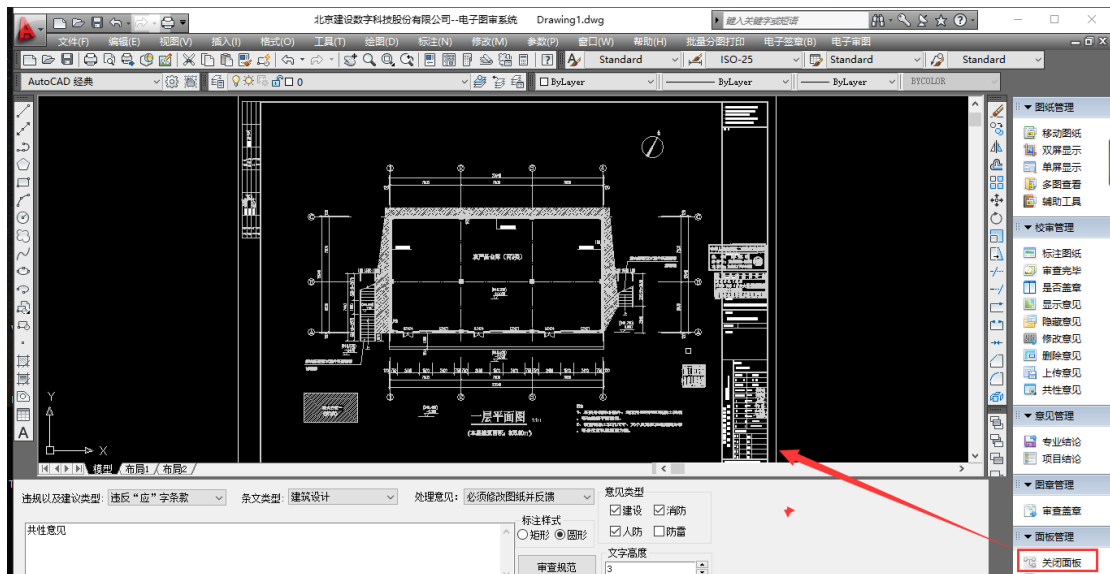 北京建设数字科技股份有限公司--电子图审系统 Drawing1.dwg
键入关键字或短语
文件(F) 编辑(E) 视图(V) 插入(I) 格式(O) 工具(T) 绘图(D) 标注(N) 修改(M) 参数(P) 窗口(W) 帮助(H) 批量分图打印 电子签章(B) 电子审图
Standard ISO-25 Standard Standard
AutoCAD 经典 0 ByLayer ByLayer ByLayer BYCOLOR
图纸管理
移动图纸
双屏显示
单屏显示
多图查看
辅助工具
校审管理
标注图纸
审查完毕
是否盖章
显示意见
隐藏意见
修改意见
删除意见
上传意见
共性意见
意见管理
专业结论
项目结论
图章管理
审查盖章
面板管理
关闭面板
一层平面图
Y
X
模型 布局1 布局2
违规以及建议类型: 违反“应”字条款 条文类型: 建筑设计 处理意见: 必须修改图纸并反馈
意见类型
建设 消防
人防 防雷
共性意见
标注样式
矩形 圆形
审查规范
文字高度
3